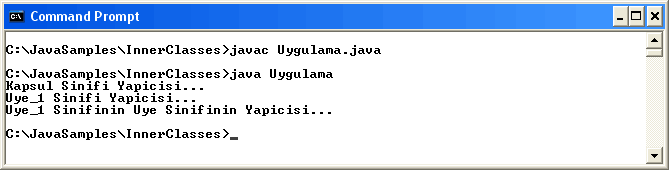 Command Prompt
C:\JavaSamples\InnerClasses>javac Uygulama.java
C:\JavaSamples\InnerClasses>java Uygulama
Kapsul Sinifi Yapicisi...
Uye_1 Sinifi Yapicisi...
Uye_1 Sinifinin Uye Sinifinin Yapicisi...
C:\JavaSamples\InnerClasses>_